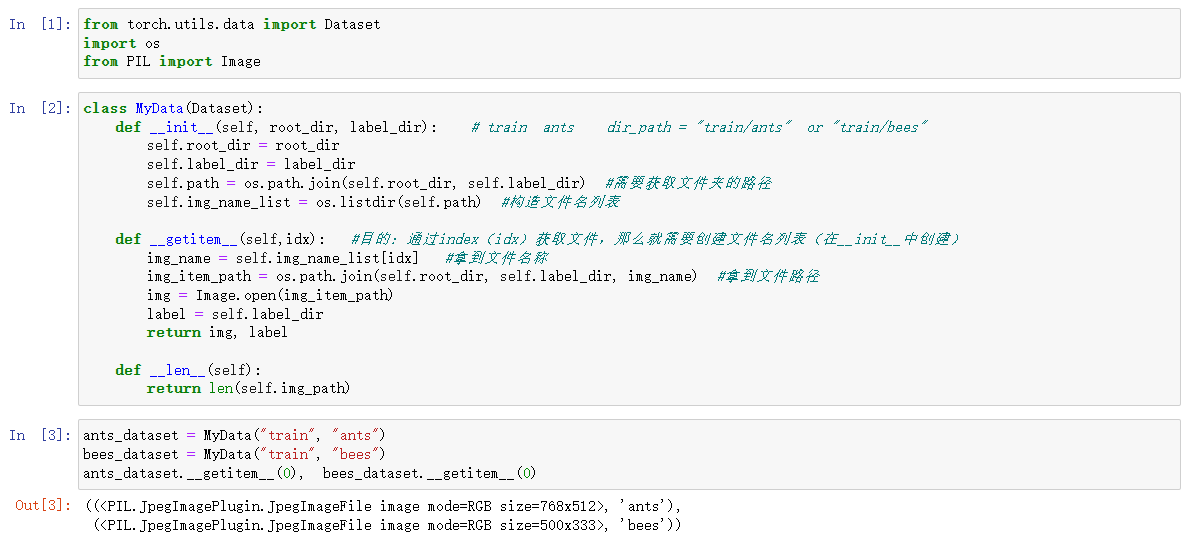 In [1]: from torch.utils.data import Dataset
import os
from PIL import Image
In [2]: class MyData(Dataset):
    def __init__(self, root_dir, label_dir):    # train  ants    dir_path = "train/ants"  or "train/bees"
        self.root_dir = root_dir
        self.label_dir = label_dir
        self.path = os.path.join(self.root_dir, self.label_dir)  #需要获取文件夹的路径
        self.img_name_list = os.listdir(self.path)  #构造文件名列表
    def __getitem__(self,idx):   #目的: 通过index（idx）获取文件，那么就需要创建文件名列表（在__init__中创建）
        img_name = self.img_name_list[idx]   #拿到文件名称
        img_item_path = os.path.join(self.root_dir, self.label_dir, img_name)  #拿到文件路径
        img = Image.open(img_item_path)
        label = self.label_dir
        return img, label
    def __len__(self):
        return len(self.img_path)
In [3]: ants_dataset = MyData("train", "ants")
bees_dataset = MyData("train", "bees")
ants_dataset.__getitem__(0),  bees_dataset.__getitem__(0)
Out[3]: ((<PIL.JpegImagePlugin.JpegImageFile image mode=RGB size=768x512>, 'ants'),
 (<PIL.JpegImagePlugin.JpegImageFile image mode=RGB size=500x333>, 'bees'))